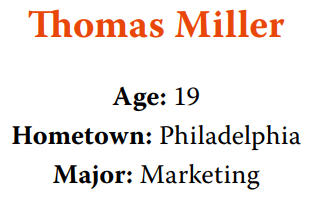 Thomas Miller
Age: 19
Hometown: Philadelphia
Major: Marketing